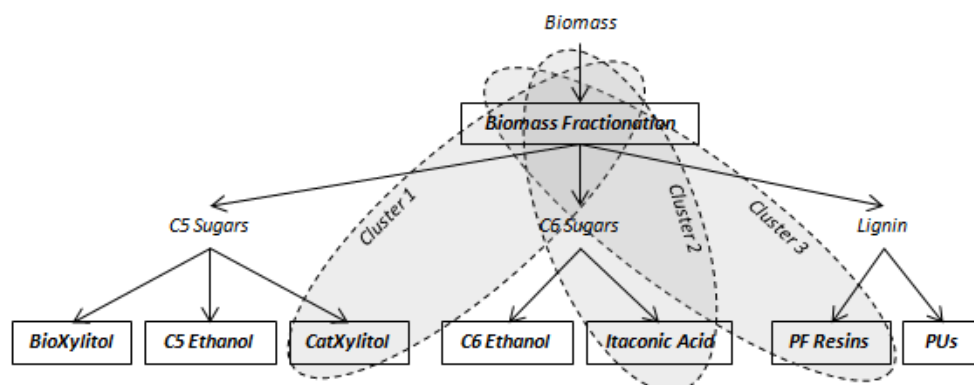 Biomass
Biomass Fractionation
Cluster 1
Cluster 2
Cluster 3
C5 Sugars
C6 Sugars
Lignin
BioXylitol
C5 Ethanol
CatXylitol
C6 Ethanol
Itaconic Acid
PF Resins
PUs